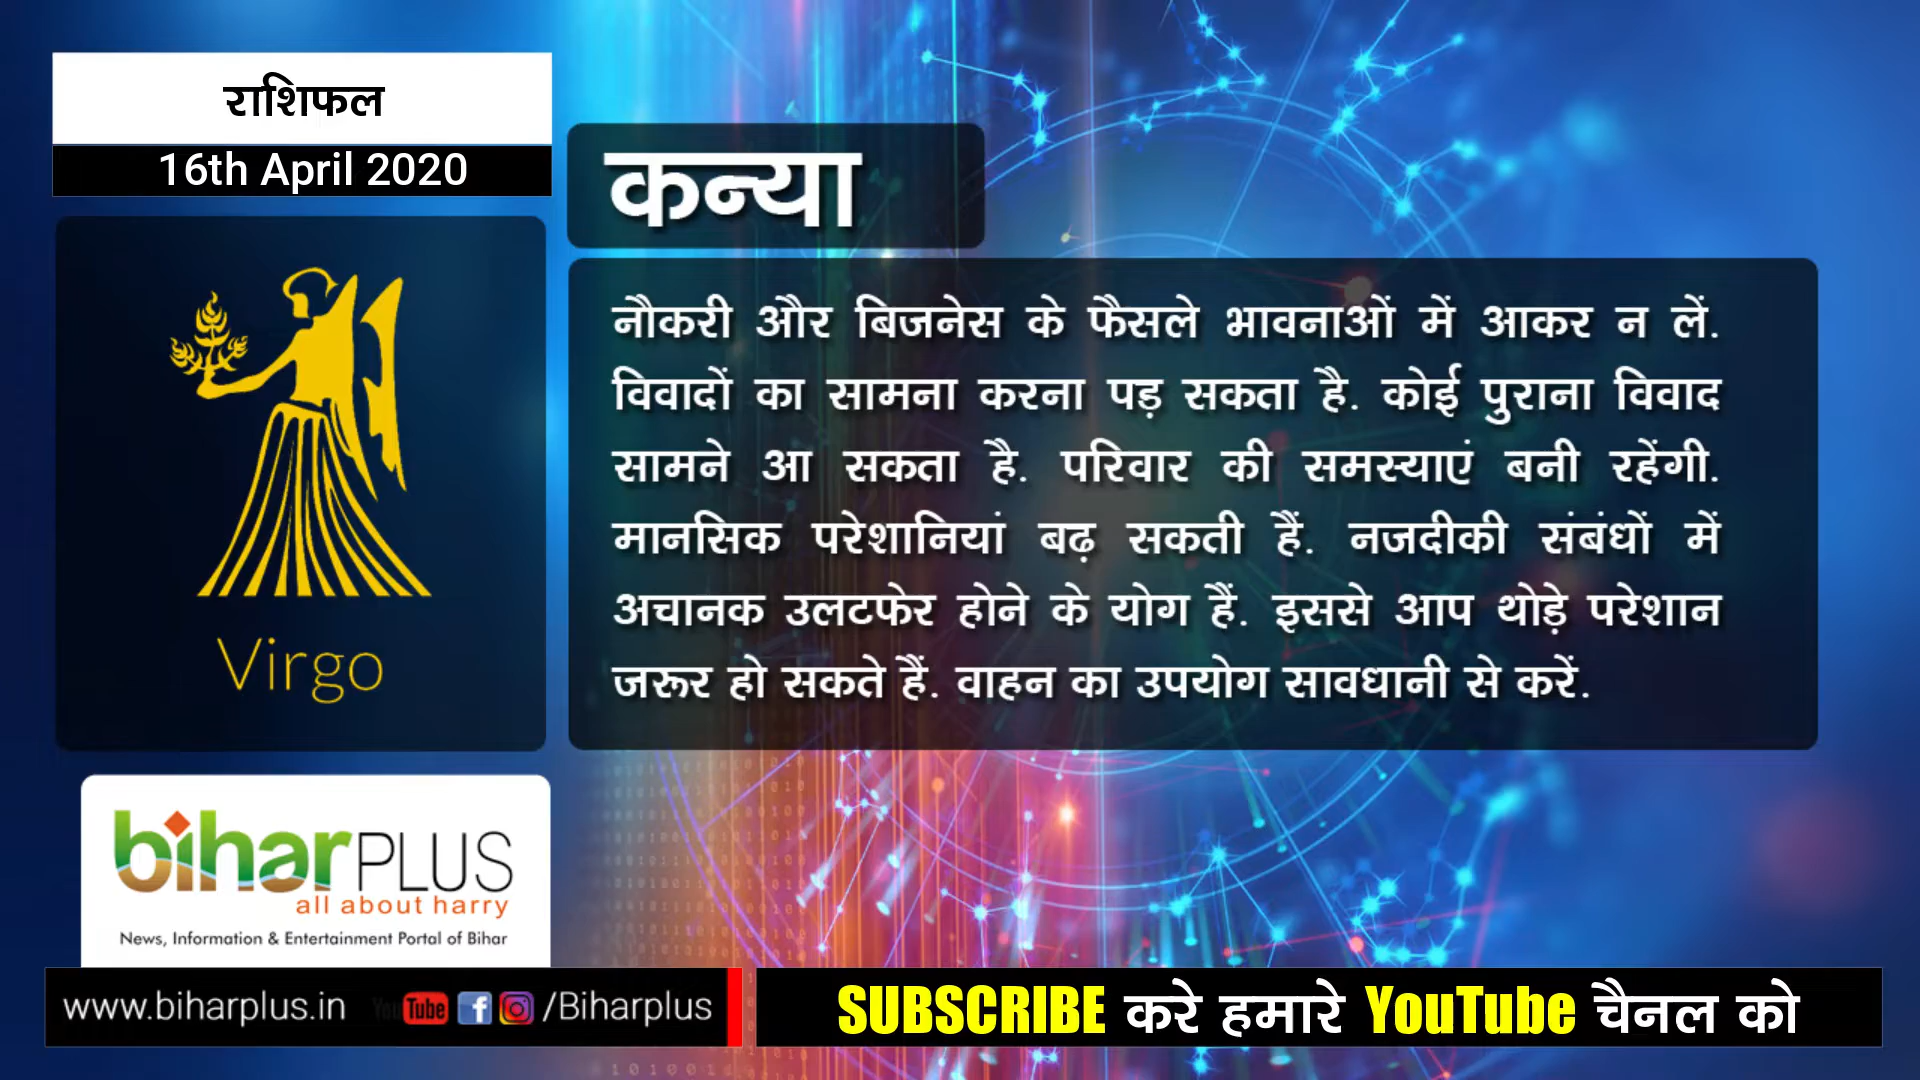 राशिफल
16th April 2020
कन्या
नौकरी और बिजनेस के फैसले भावनाओं में आकर न लें.
विवादों का सामना करना पड़ सकता है. कोई पुराना विवाद
सामने आ सकता है. परिवार की समस्याएं बनी रहेंगी.
मानसिक परेशानियां बढ़ सकती हैं. नजदीकी संबंधों में
अचानक उलटफेर होने के योग हैं. इससे आप थोड़े परेशान
जरूर हो सकते हैं. वाहन का उपयोग सावधानी से करें.
Virgo
biharPLUS
all about harry
News, Information & Entertainment Portal of Bihar
www.biharplus.in YouTube /Biharplus
SUBSCRIBE करे हमारे YouTube चैनल को